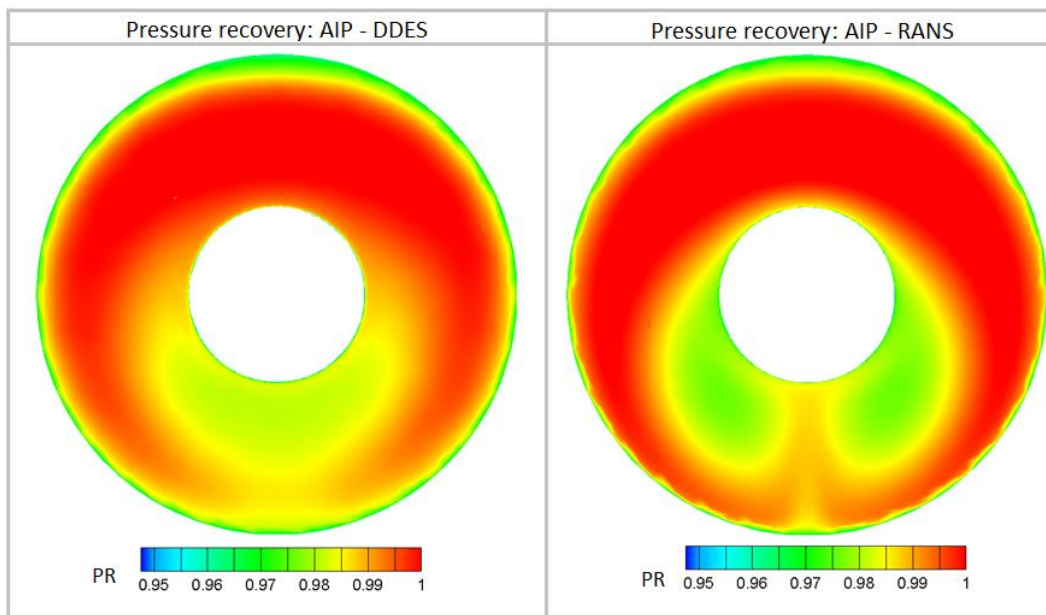 Pressure recovery: AIP - DDES
Pressure recovery: AIP - RANS
PR
0.95 0.96 0.97 0.98 0.99 1
PR
0.95 0.96 0.97 0.98 0.99 1